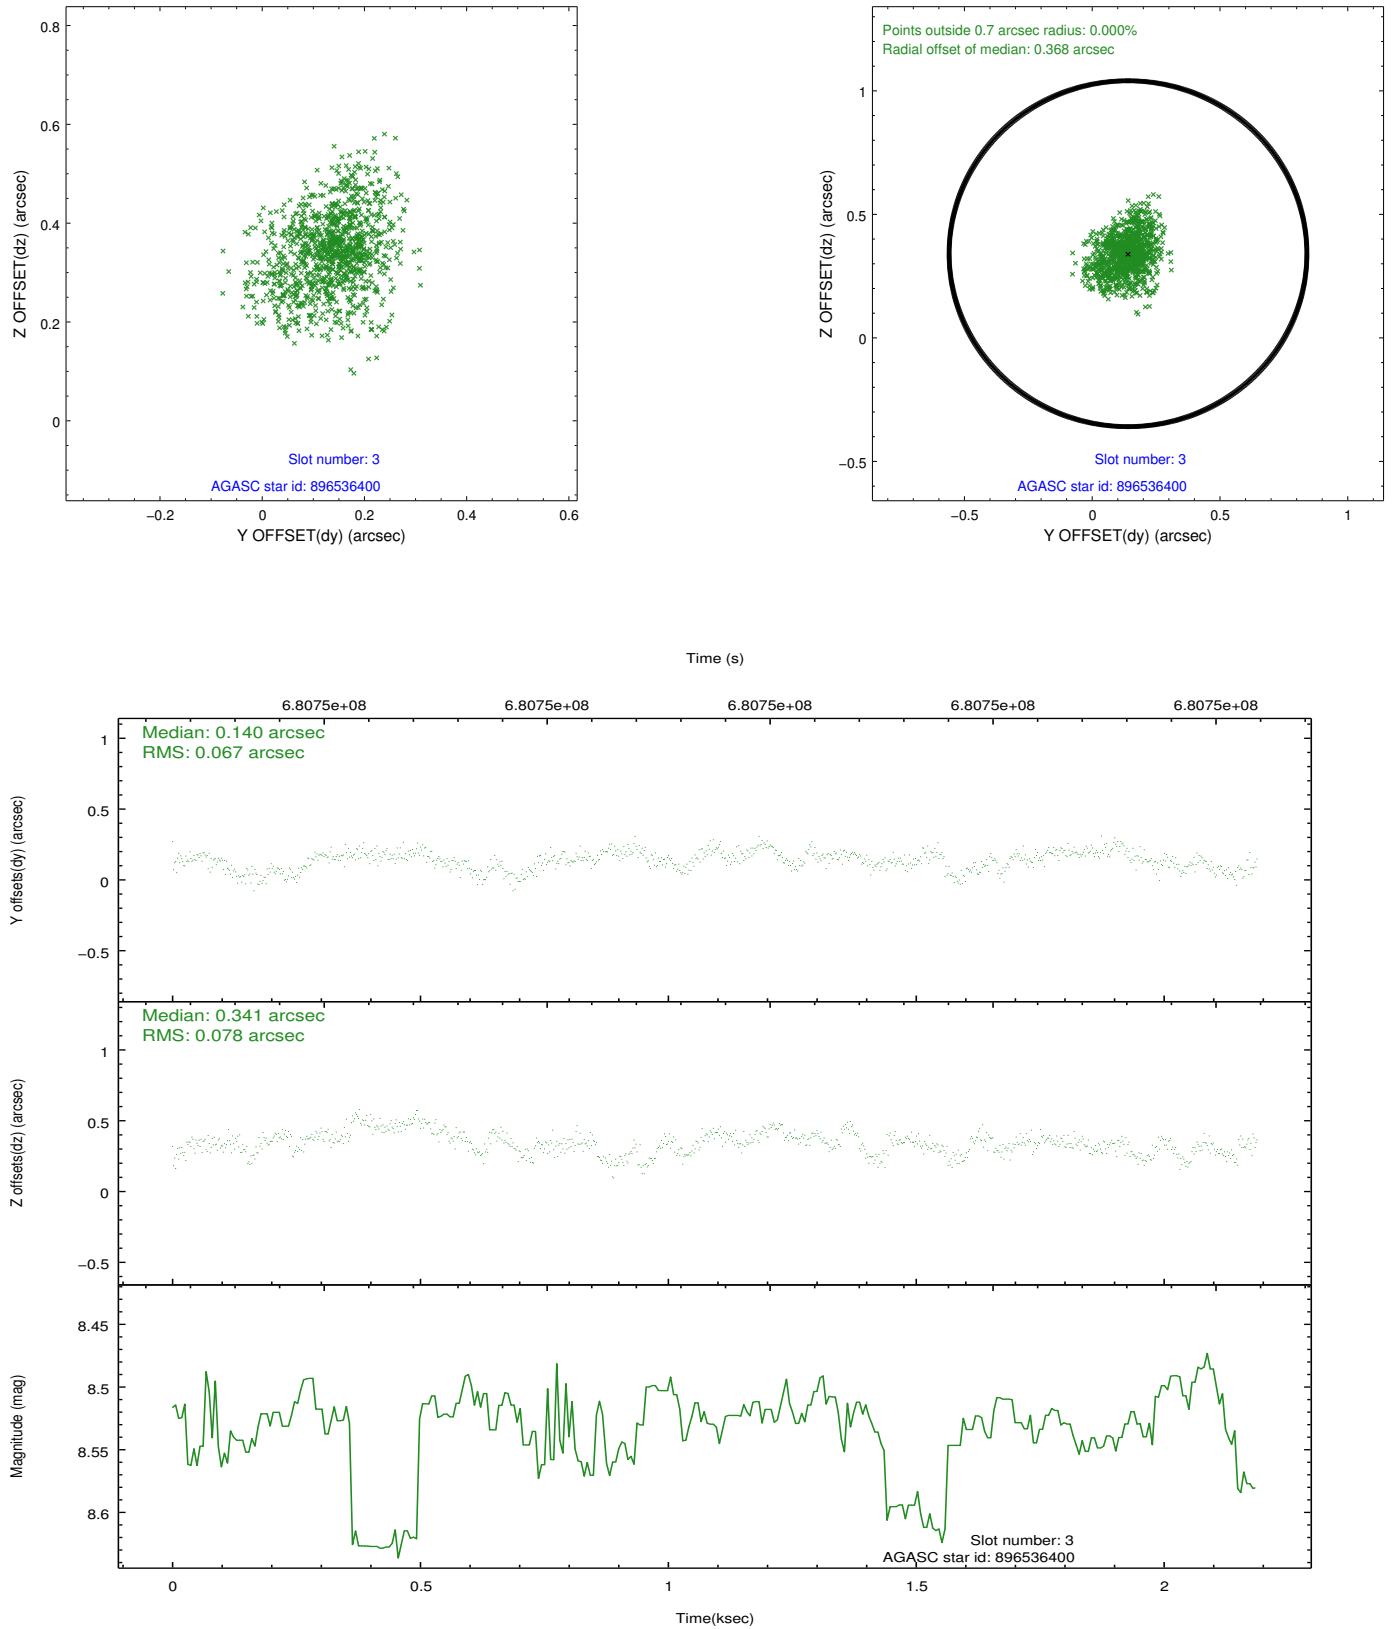 0.8
0.6
0.4
0.2
0
Z OFFSET(dz) (arcsec)
Slot number: 3
AGASC star id: 896536400
−0.2 0 0.2 0.4 0.6
Y OFFSET(dy) (arcsec)
Points outside 0.7 arcsec radius: 0.000%
Radial offset of median: 0.368 arcsec
1
0.5
0
−0.5
Z OFFSET(dz) (arcsec)
Slot number: 3
AGASC star id: 896536400
−0.5 0 0.5 1
Y OFFSET(dy) (arcsec)
Time (s)
6.8075e+08 6.8075e+08 6.8075e+08 6.8075e+08 6.8075e+08
Median: 0.140 arcsec
RMS: 0.067 arcsec
1
0.5
0
−0.5
Y offsets(dy) (arcsec)
Median: 0.341 arcsec
RMS: 0.078 arcsec
1
0.5
0
−0.5
Z offsets(dz) (arcsec)
8.45
8.5
8.55
8.6
Magnitude (mag)
Slot number: 3
AGASC star id: 896536400
0 0.5 1 1.5 2
Time(ksec)